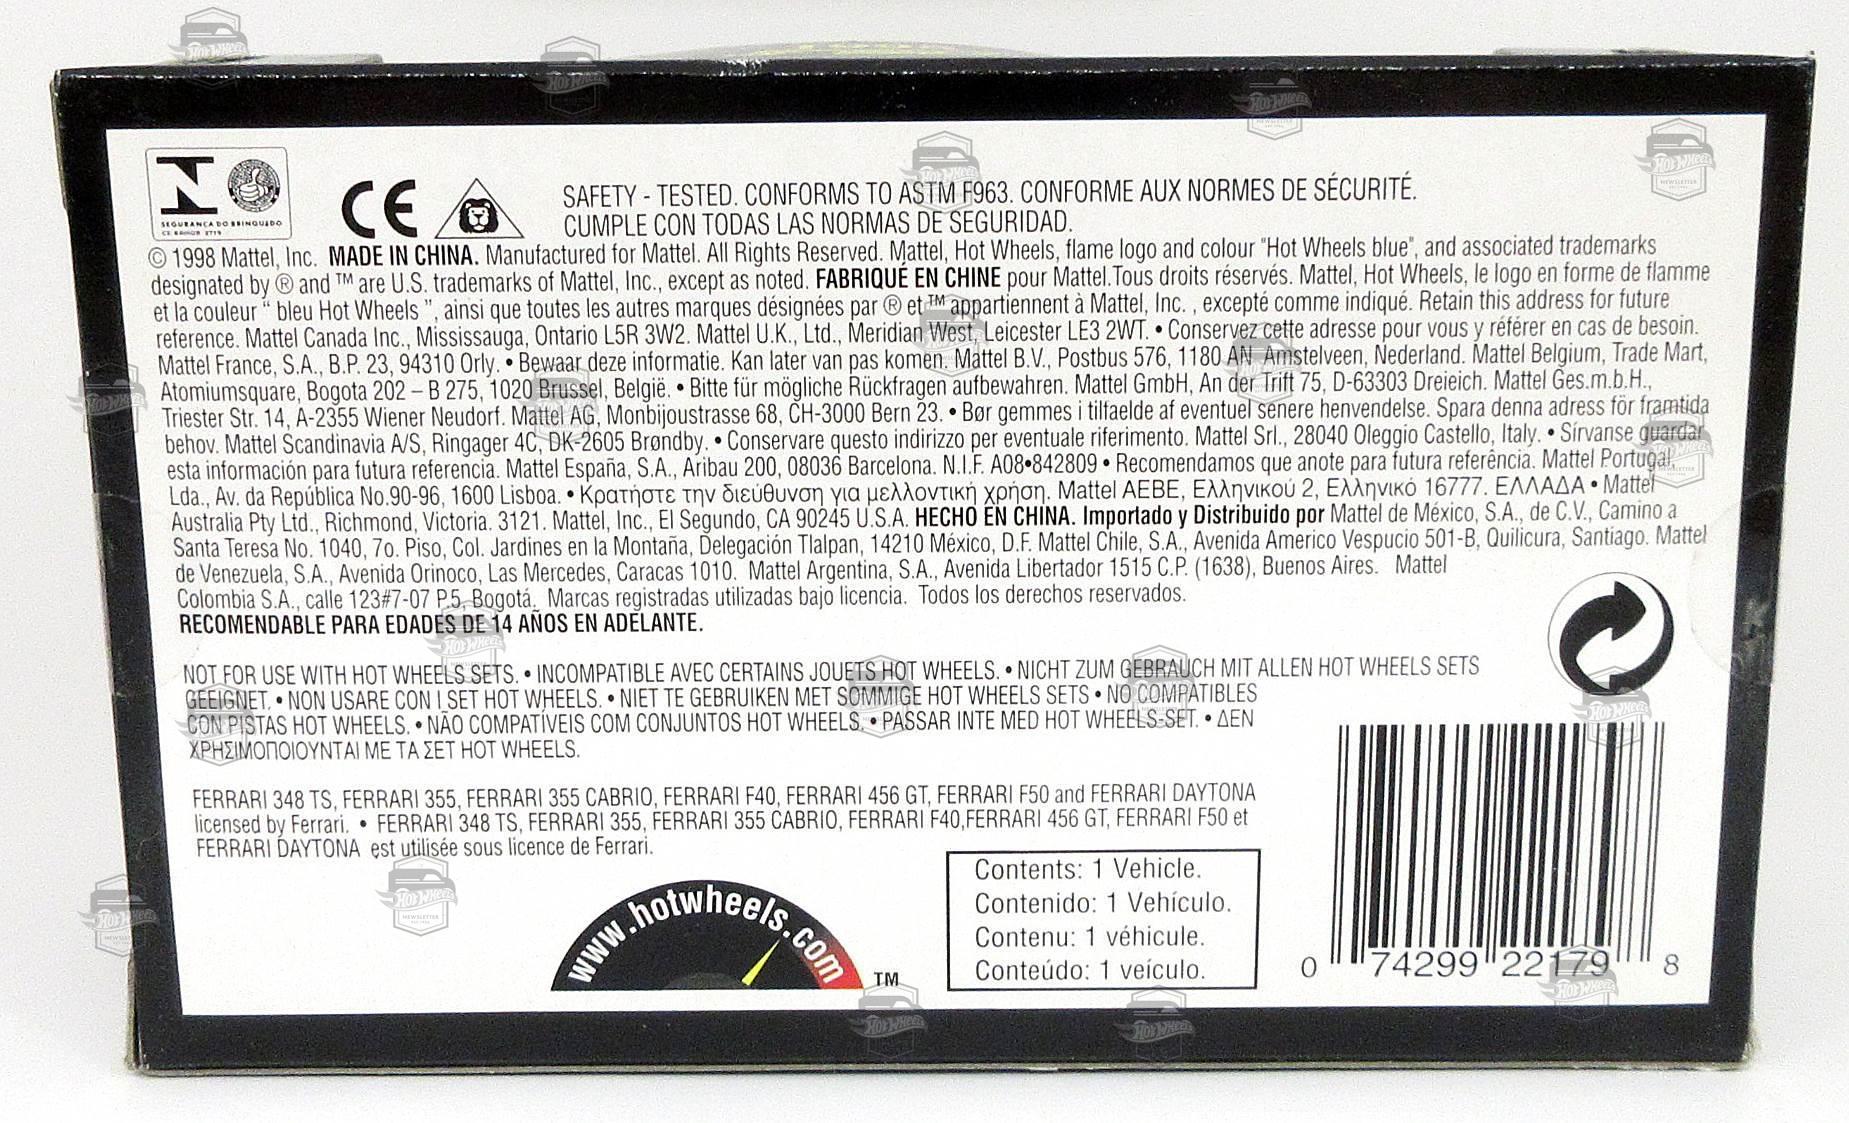 SEGURANÇA DO BRINQUEDO
CE
SAFETY - TESTED. CONFORMS TO ASTM F963. CONFORME AUX NORMES DE SÉCURITÉ.
CUMPLE CON TODAS LAS NORMAS DE SEGURIDAD.
© 1998 Mattel, Inc. MADE IN CHINA. Manufactured for Mattel. All Rights Reserved. Mattel, Hot Wheels, flame logo and colour "Hot Wheels blue", and associated trademarks
designated by ® and ™ are U.S. trademarks of Mattel, Inc., except as noted. FABRIQUÉ EN CHINE pour Mattel.Tous droits réservés. Mattel, Hot Wheels, le logo en forme de flamme
et la couleur “ bleu Hot Wheels ”, ainsi que toutes les autres marques désignées par ® et ™ appartiennent à Mattel, Inc. , excepté comme indiqué. Retain this address for future
reference. Mattel Canada Inc., Mississauga, Ontario L5R 3W2. Mattel U.K., Ltd., Meridian West, Leicester LE3 2WT. • Conservez cette adresse pour vous y référer en cas de besoin.
Mattel France, S.A., B.P. 23, 94310 Orly. • Bewaar deze informatie. Kan later van pas komen. Mattel B.V., Postbus 576, 1180 AN Amstelveen, Nederland. Mattel Belgium, Trade Mart,
Atomiumsquare, Bogota 202 – B 275, 1020 Brussel, België. • Bitte für mögliche Rückfragen aufbewahren. Mattel GmbH, An der Trift 75, D-63303 Dreieich. Mattel Ges.m.b.H.,
Triester Str. 14, A-2355 Wiener Neudorf. Mattel AG, Monbijoustrasse 68, CH-3000 Bern 23. • Bør gemmes i tilfaelde af eventuel senere henvendelse. Spara denna adress för framtida
behov. Mattel Scandinavia A/S, Ringager 4C, DK-2605 Brøndby. • Conservare questo indirizzo per eventuale riferimento. Mattel Srl., 28040 Oleggio Castello, Italy. • Sírvanse guardar
esta información para futura referencia. Mattel España, S.A., Aribau 200, 08036 Barcelona. N.I.F. A08•842809 • Recomendamos que anote para futura referência. Mattel Portugal,
Lda., Av. da República No.90-96, 1600 Lisboa. • Κρατήστε την διεύθυνση για μελλοντική χρήση. Mattel AEBE, Ελληνικού 2, Ελληνικό 16777. ΕΛΛΑΔΑ • Mattel
Australia Pty Ltd., Richmond, Victoria. 3121. Mattel, Inc., El Segundo, CA 90245 U.S.A. HECHO EN CHINA. Importado y Distribuido por Mattel de México, S.A., de C.V., Camino a
Santa Teresa No. 1040, 7o. Piso, Col. Jardines en la Montaña, Delegación Tlalpan, 14210 México, D.F. Mattel Chile, S.A., Avenida Americo Vespucio 501-B, Quilicura, Santiago. Mattel
de Venezuela, S.A., Avenida Orinoco, Las Mercedes, Caracas 1010. Mattel Argentina, S.A., Avenida Libertador 1515 C.P. (1638), Buenos Aires. Mattel
Colombia S.A., calle 123#7-07 P.5, Bogotá. Marcas registradas utilizadas bajo licencia. Todos los derechos reservados.
RECOMENDABLE PARA EDADES DE 14 AÑOS EN ADELANTE.
NOT FOR USE WITH HOT WHEELS SETS. • INCOMPATIBLE AVEC CERTAINS JOUETS HOT WHEELS. • NICHT ZUM GEBRAUCH MIT ALLEN HOT WHEELS SETS
GEEIGNET. • NON USARE CON I SET HOT WHEELS. • NIET TE GEBRUIKEN MET SOMMIGE HOT WHEELS SETS • NO COMPATIBLES
CON PISTAS HOT WHEELS. • NÃO COMPATÍVEIS COM CONJUNTOS HOT WHEELS. • PASSAR INTE MED HOT WHEELS-SET. • ΔΕΝ
ΧΡΗΣΙΜΟΠΟΙΟΥΝΤΑΙ ΜΕ ΤΑ ΣΕΤ HOT WHEELS.
FERRARI 348 TS, FERRARI 355, FERRARI 355 CABRIO, FERRARI F40, FERRARI 456 GT, FERRARI F50 and FERRARI DAYTONA
licensed by Ferrari. • FERRARI 348 TS, FERRARI 355, FERRARI 355 CABRIO, FERRARI F40,FERRARI 456 GT, FERRARI F50 et
FERRARI DAYTONA est utilisée sous licence de Ferrari.
www.hotwheels.com TM
Contents: 1 Vehicle.
Contenido: 1 Vehículo.
Contenu: 1 véhicule.
Conteúdo: 1 veículo.
0 74299 22179 8